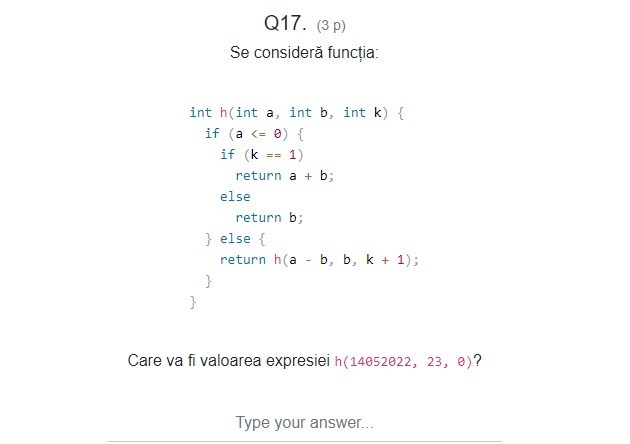 Q17. (3 p)
Se consideră funcția:
int h(int a, int b, int k) {
  if (a <= 0) {
    if (k == 1)
      return a + b;
    else
      return b;
  } else {
    return h(a - b, b, k + 1);
  }
}
Care va fi valoarea expresiei h(14052022, 23, 0)?
Type your answer...